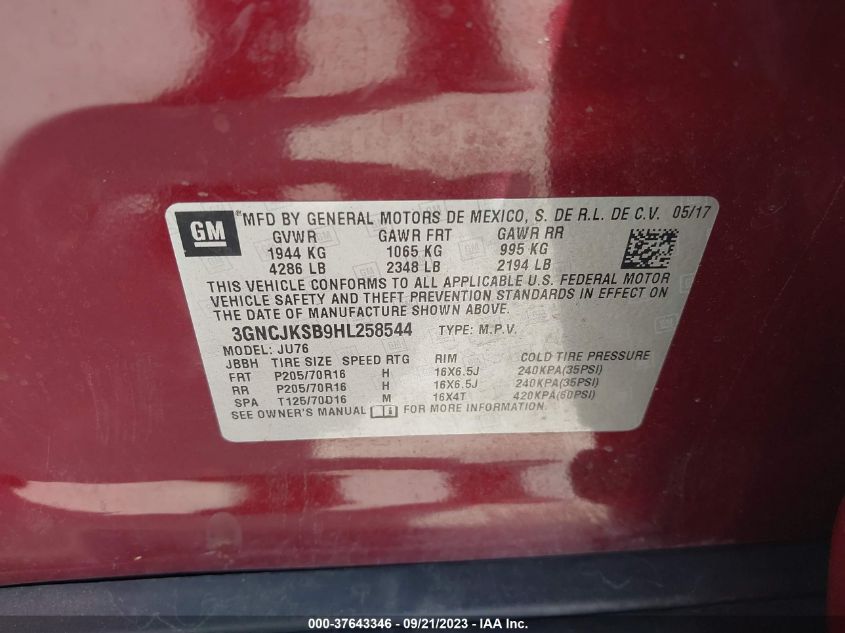 GM
MFD BY GENERAL MOTORS DE MEXICO, S. DE R.L. DE C.V. 05/17
GVWR GAWR FRT GAWR RR
1944 KG 1065 KG 995 KG
4286 LB 2348 LB 2194 LB
THIS VEHICLE CONFORMS TO ALL APPLICABLE U.S. FEDERAL MOTOR
VEHICLE SAFETY AND THEFT PREVENTION STANDARDS IN EFFECT ON
THE DATE OF MANUFACTURE SHOWN ABOVE.
3GNCJKSB9HL258544 TYPE: M.P.V.
MODEL: JU76
JBBH TIRE SIZE SPEED RTG RIM COLD TIRE PRESSURE
FRT P205/70R16 H 16X6.5J 240KPA(35PSI)
RR P205/70R16 H 16X6.5J 240KPA(35PSI)
SPA T125/70D16 M 16X4T 420KPA(60PSI)
SEE OWNER'S MANUAL FOR MORE INFORMATION.
000-37643346 / 09/21/2023 - IAA Inc.